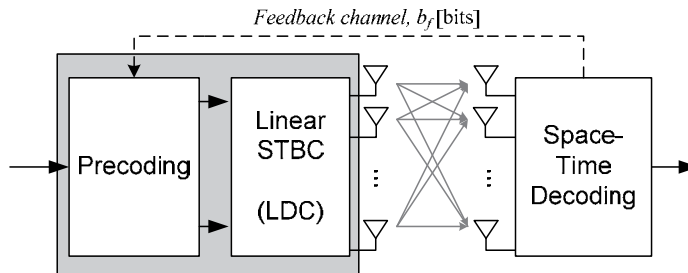 Feedback channel, b_f [bits]
Precoding
Linear
STBC
(LDC)
...
...
Space-
Time
Decoding